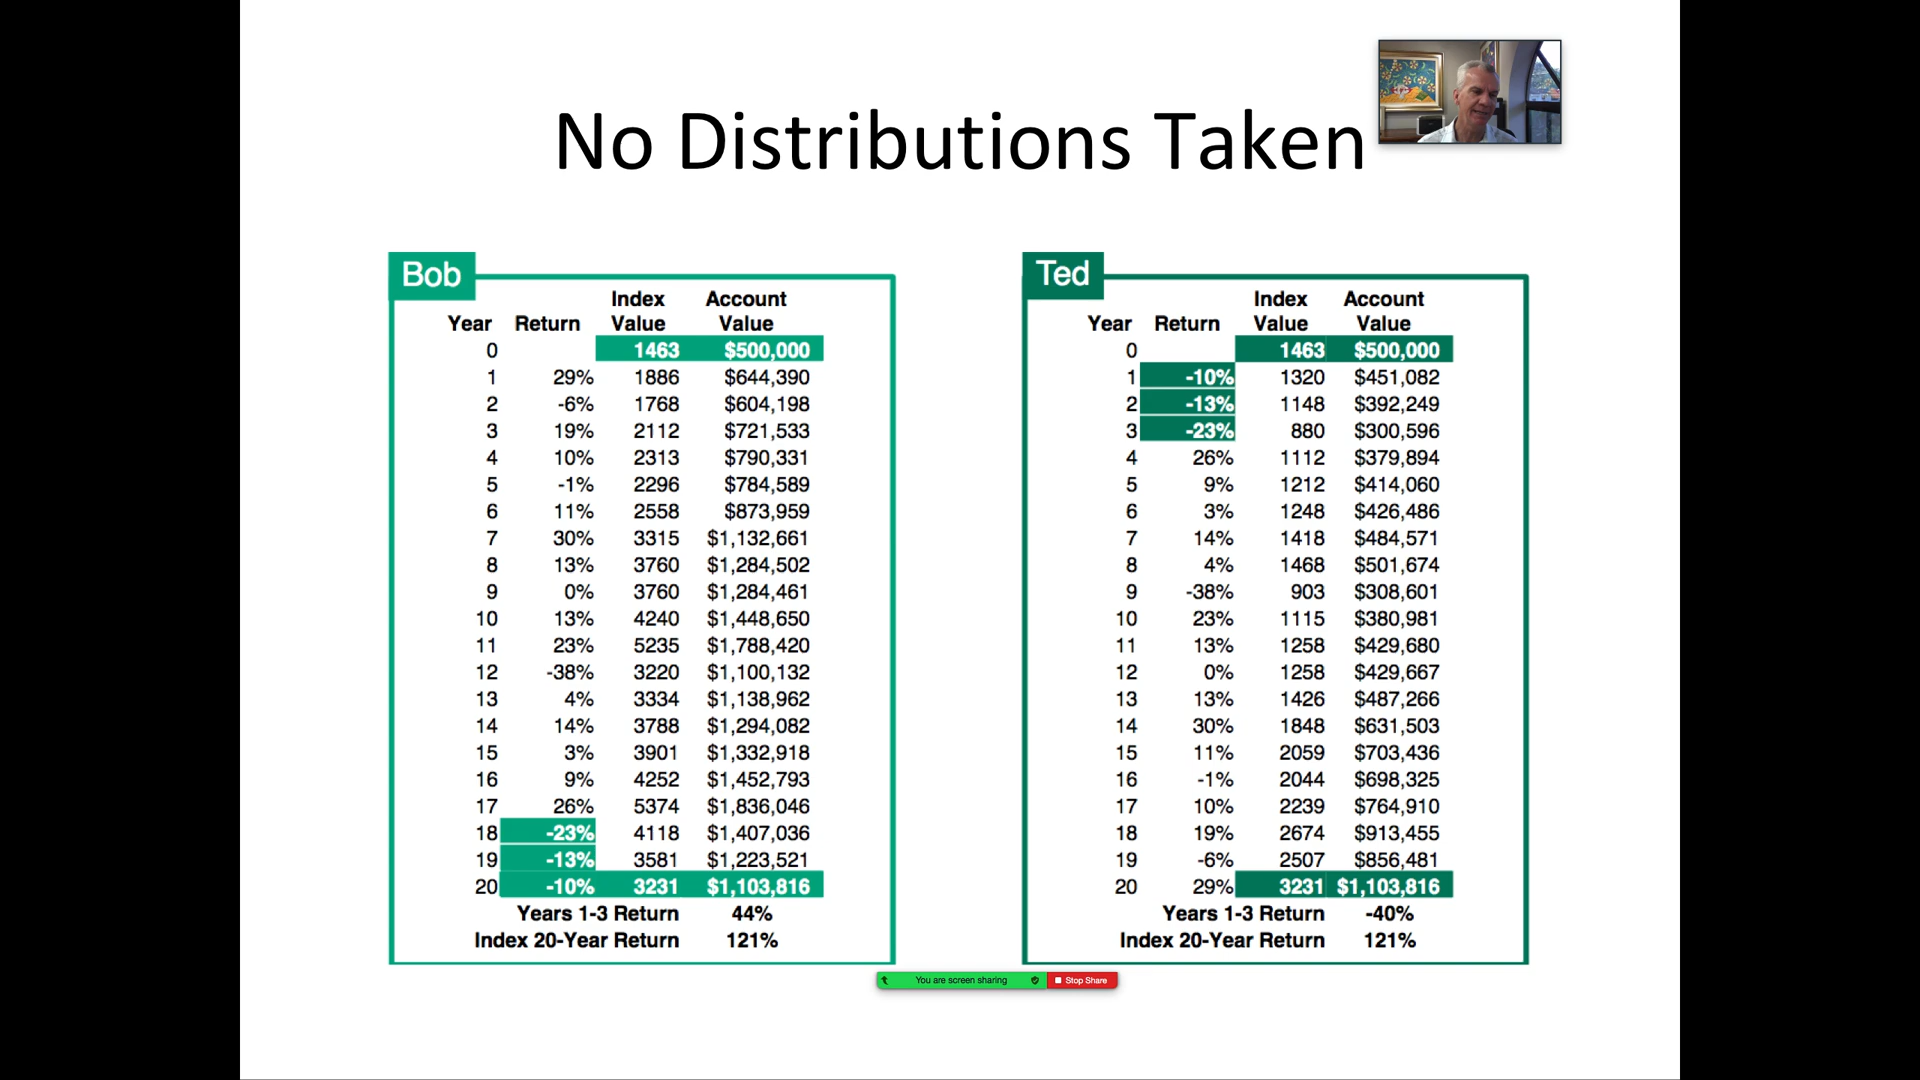 No Distributions Taken
Bob
Index Account
Year Return Value Value
0 1463 $500,000
1 29% 1886 $644,390
2 -6% 1768 $604,198
3 19% 2112 $721,533
4 10% 2313 $790,331
5 -1% 2296 $784,589
6 11% 2558 $873,959
7 30% 3315 $1,132,661
8 13% 3760 $1,284,502
9 0% 3760 $1,284,461
10 13% 4240 $1,448,650
11 23% 5235 $1,788,420
12 -38% 3220 $1,100,132
13 4% 3334 $1,138,962
14 14% 3788 $1,294,082
15 3% 3901 $1,332,918
16 9% 4252 $1,452,793
17 26% 5374 $1,836,046
18 -23% 4118 $1,407,036
19 -13% 3581 $1,223,521
20 -10% 3231 $1,103,816
Years 1-3 Return 44%
Index 20-Year Return 121%
Ted
Index Account
Year Return Value Value
0 1463 $500,000
1 -10% 1320 $451,082
2 -13% 1148 $392,249
3 -23% 880 $300,596
4 26% 1112 $379,894
5 9% 1212 $414,060
6 3% 1248 $426,486
7 14% 1418 $484,571
8 4% 1468 $501,674
9 -38% 903 $308,601
10 23% 1115 $380,981
11 13% 1258 $429,680
12 0% 1258 $429,667
13 13% 1426 $487,266
14 30% 1848 $631,503
15 11% 2059 $703,436
16 -1% 2044 $698,325
17 10% 2239 $764,910
18 19% 2674 $913,455
19 -6% 2507 $856,481
20 29% 3231 $1,103,816
Years 1-3 Return -40%
Index 20-Year Return 121%
You are screen sharing Stop Share